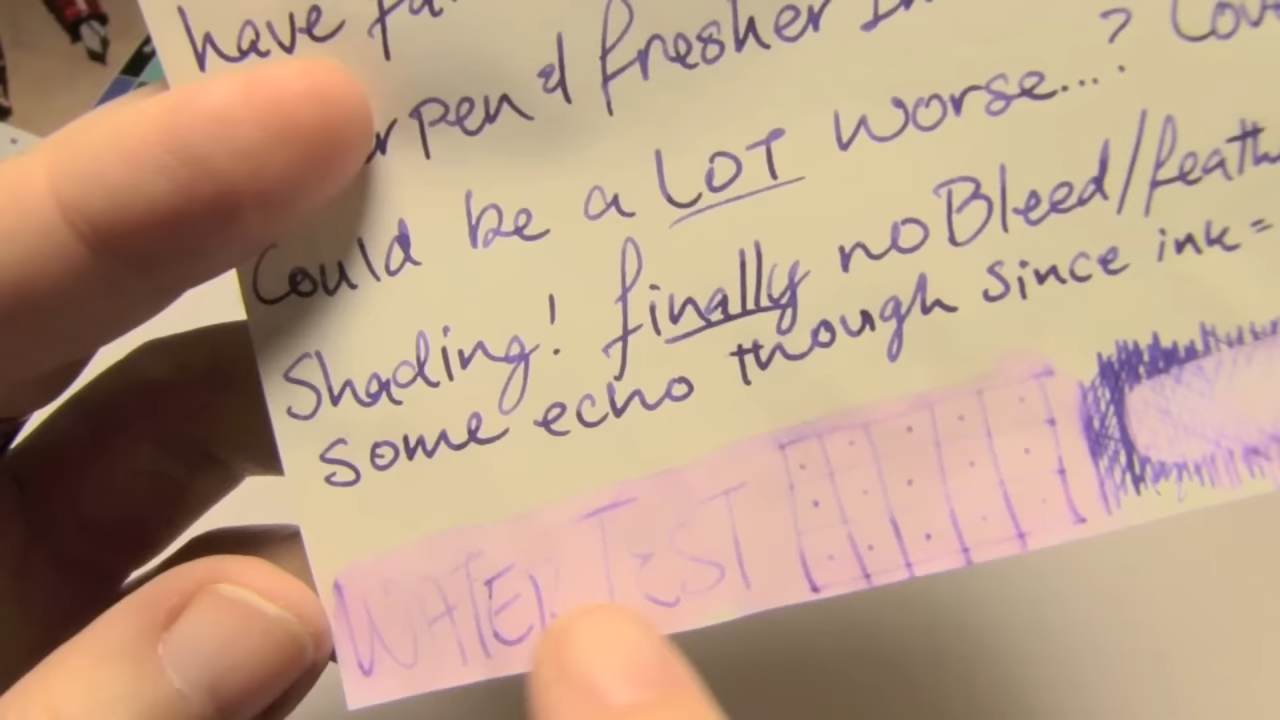 have
pen & fresher
Could be a LOT worse....? Love
Shading! finally no Bleed/feath
some echo though since ink =
WATER TEST